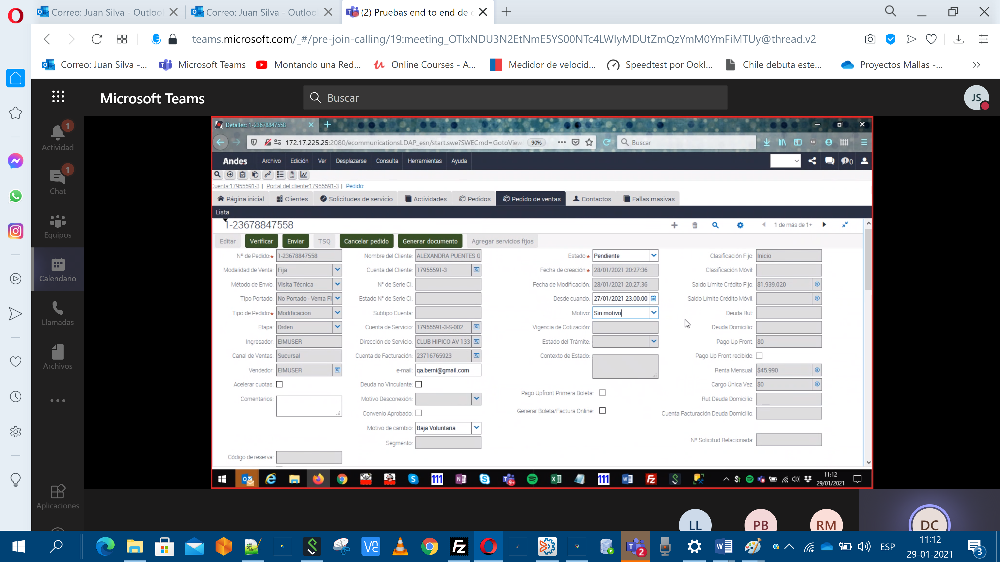 Correo: Juan Silva - Outloo
Correo: Juan Silva - Outloo
(2) Pruebas end to end de c
teams.microsoft.com/_#/pre-join-calling/19:meeting_OTIxNDU3N2EtNmE5YS00NTc4LWIyMDUtZmQzYmM0YmFiMTUy@thread.v2
Correo: Juan Silva -...
Microsoft Teams
Montando una Red...
Online Courses - A...
Medidor de velocid...
Speedtest por Ookl...
Chile debuta este...
Proyectos Mallas -...
Microsoft Teams
Buscar
JS
1
Actividad
1
Chat
Equipos
Calendario
Llamadas
Archivos
Aplicaciones
Detalles: 1-23678847558
172.17.225.25:2080/ecommunicationsLDAP_esn/start.swe?SWECmd=GotoView
90%
Buscar
Andes
Archivo
Edición
Ver
Desplazarse
Consulta
Herramientas
Ayuda
0
Cuenta:17955591-3 | Portal del cliente:17955591-3 | Pedido:
Página inicial
Clientes
Solicitudes de servicio
Actividades
Pedidos
Pedido de ventas
Contactos
Fallas masivas
Lista
1-23678847558
1 de más de 1+
Editar
Verificar
Enviar
TSQ
Cancelar pedido
Generar documento
Agregar servicios fijos
Nº de Pedido:★ 1-23678847558
Modalidad de Venta: Fija
Método de Envío: Visita Técnica
Tipo Portado: No Portado - Venta Fi
Tipo de Pedido:★ Modificacion
Etapa: Orden
Ingresador: EIMUSER
Canal de Ventas: Sucursal
Vendedor: EIMUSER
Acelerar cuotas:
Comentarios:
Código de reserva:
Nombre del Cliente: ALEXANDRA PUENTES G
Cuenta del Cliente: 17955591-3
N° de Serie CI:
Estado N° de Serie CI:
Subtipo Cuenta:
Cuenta de Servicio: 17955591-3-S-002
Dirección de Servicio: CLUB HIPICO AV 133
Cuenta de Facturación: 23716765923
e-mail: qa.berni@gmail.com
Deuda no Vinculante:
Motivo Desconexión:
Convenio Aprobado:
Motivo de cambio: Baja Voluntaria
Segmento:
Estado:★ Pendiente
Fecha de creación:★ 28/01/2021 20:27:36
Fecha de Modificación: 28/01/2021 20:27:36
Desde cuando: 27/01/2021 23:00:00
Motivo: Sin motivo
Vigencia de Cotización:
Estado del Trámite:
Contexto de Estado:
Pago Upfront Primera Boleta:
Generar Boleta/Factura Online:
Clasificación Fijo: Inicio
Clasificación Móvil:
Saldo Límite Crédito Fijo: $1.939.020
Saldo Límite Crédito Móvil:
Deuda Rut:
Deuda Domicilio:
Pago Up Front: $0
Pago Up Front recibido:
Renta Mensual: $45.990
Cargo Única Vez: $0
Rut Deuda Domicilio:
Cuenta Facturación Deuda Domicilio:
Nº Solicitud Relacionada:
111
9+
111
11:12
29/01/2021
LL
PB
RM
DC
2
ESP
11:12
29-01-2021
3